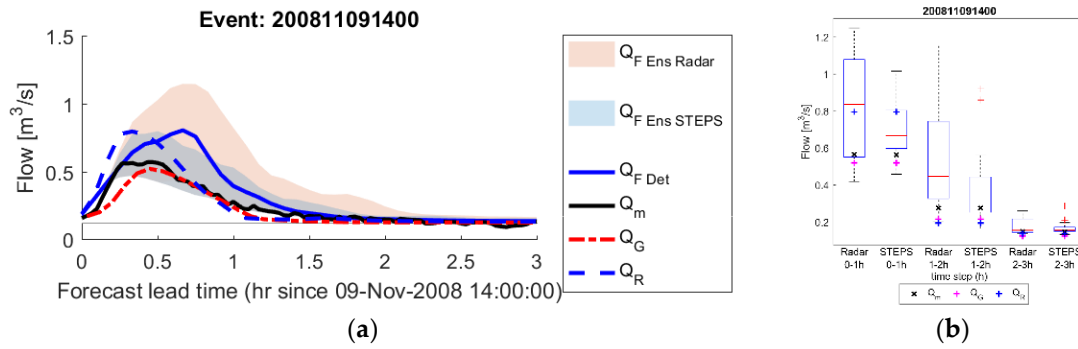 Event: 200811091400
Flow [m³/s]
1.5
1
0.5
0
0
0.5
1
1.5
2
2.5
3
Forecast lead time (hr since 09-Nov-2008 14:00:00)
Q_F Ens Radar
Q_F Ens STEPS
Q_F Det
Q_m
Q_G
Q_R
(a)
200811091400
Flow [m³/s]
1.2
1
0.8
0.6
0.4
0.2
Radar STEPS Radar STEPS Radar STEPS
0-1h 0-1h 1-2h 1-2h 2-3h 2-3h
time step (h)
Q_m Q_G Q_R
(b)